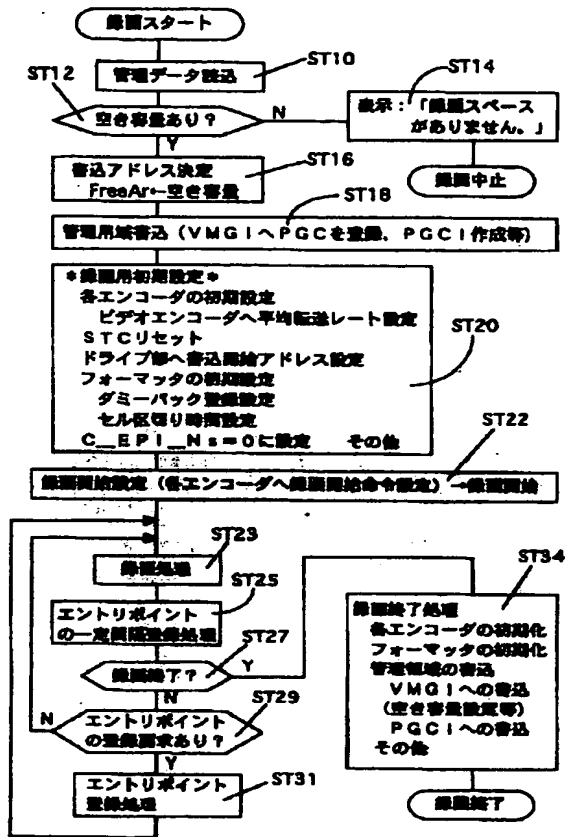 録画スタート
ST10
管理データ読込
ST12
空き容量あり？
N
Y
ST14
表示：「録画スペース
がありません。」
録画中止
ST16
書込アドレス決定
FreeAr←空き容量
ST18
管理用域書込（VMGIへPGCを登録、PGCI作成等）
ST20
＊録画用初期設定＊
各エンコーダの初期設定
ビデオエンコーダへ平均転送レート設定
STCリセット
ドライブ部へ書込開始アドレス設定
フォーマッタの初期設定
ダミーパック登録設定
セル区切り時間設定
C_EPI_Ns=0に設定　その他
ST22
録画開始設定（各エンコーダへ録画開始命令設定）→録画開始
ST23
録画処理
ST25
エントリポイント
の一定間隔登録処理
ST27
録画終了？
Y
N
ST29
エントリポイント
の登録要求あり？
N
Y
ST31
エントリポイント
登録処理
ST34
録画終了処理
各エンコーダの初期化
フォーマッタの初期化
管理領域の書込
VMGIへの書込
（空き容量設定等）
PGCIへの書込
その他
録画終了